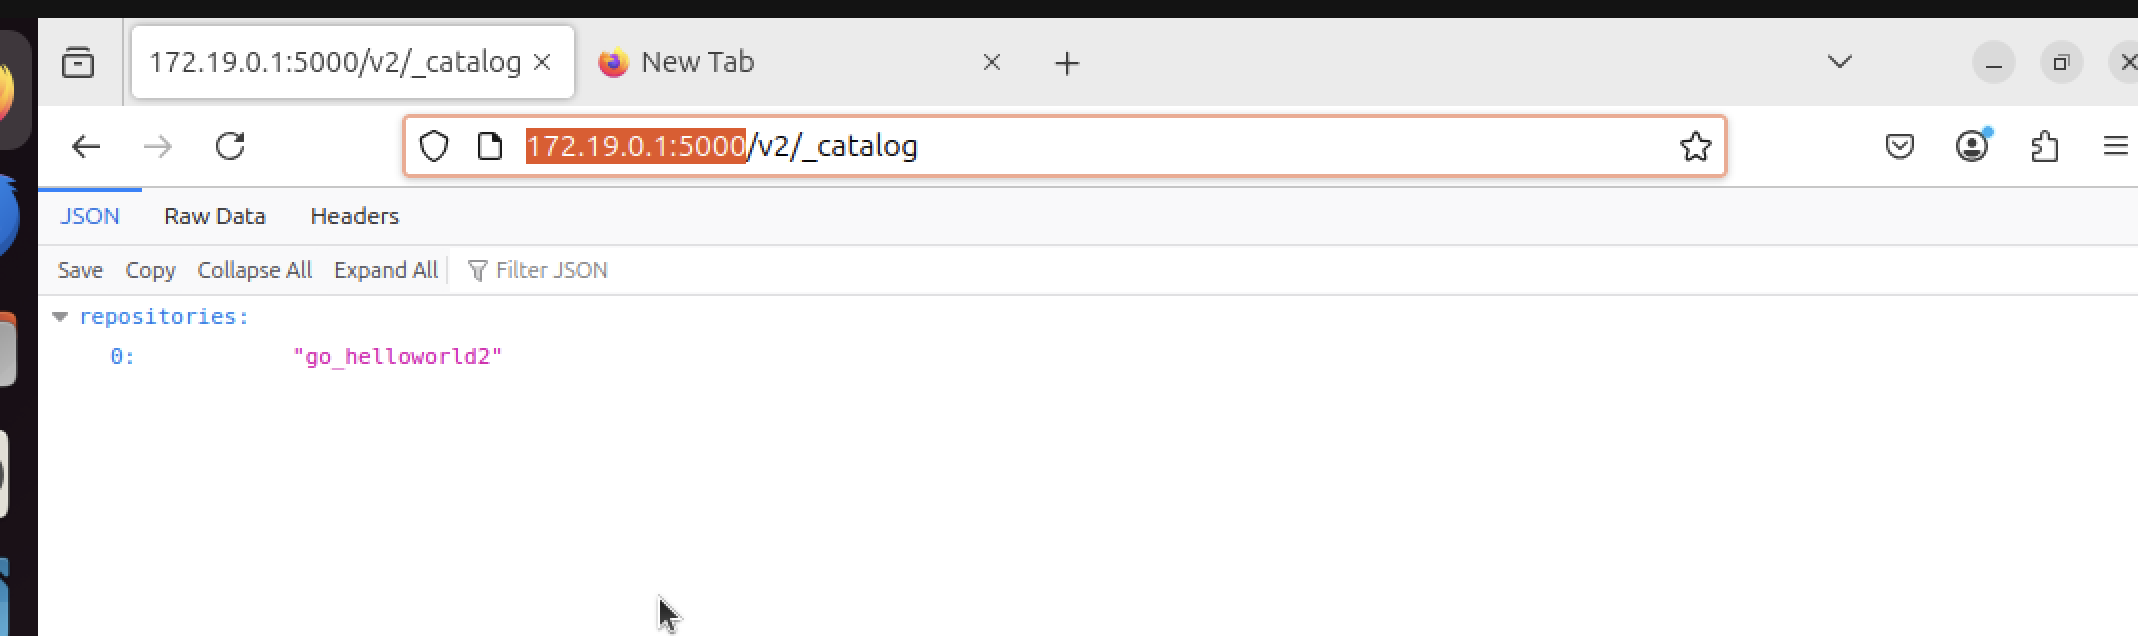 172.19.0.1:5000/v2/_catalog New Tab
172.19.0.1:5000/v2/_catalog
JSON Raw Data Headers
Save Copy Collapse All Expand All Filter JSON
repositories:
0: "go_helloworld2"